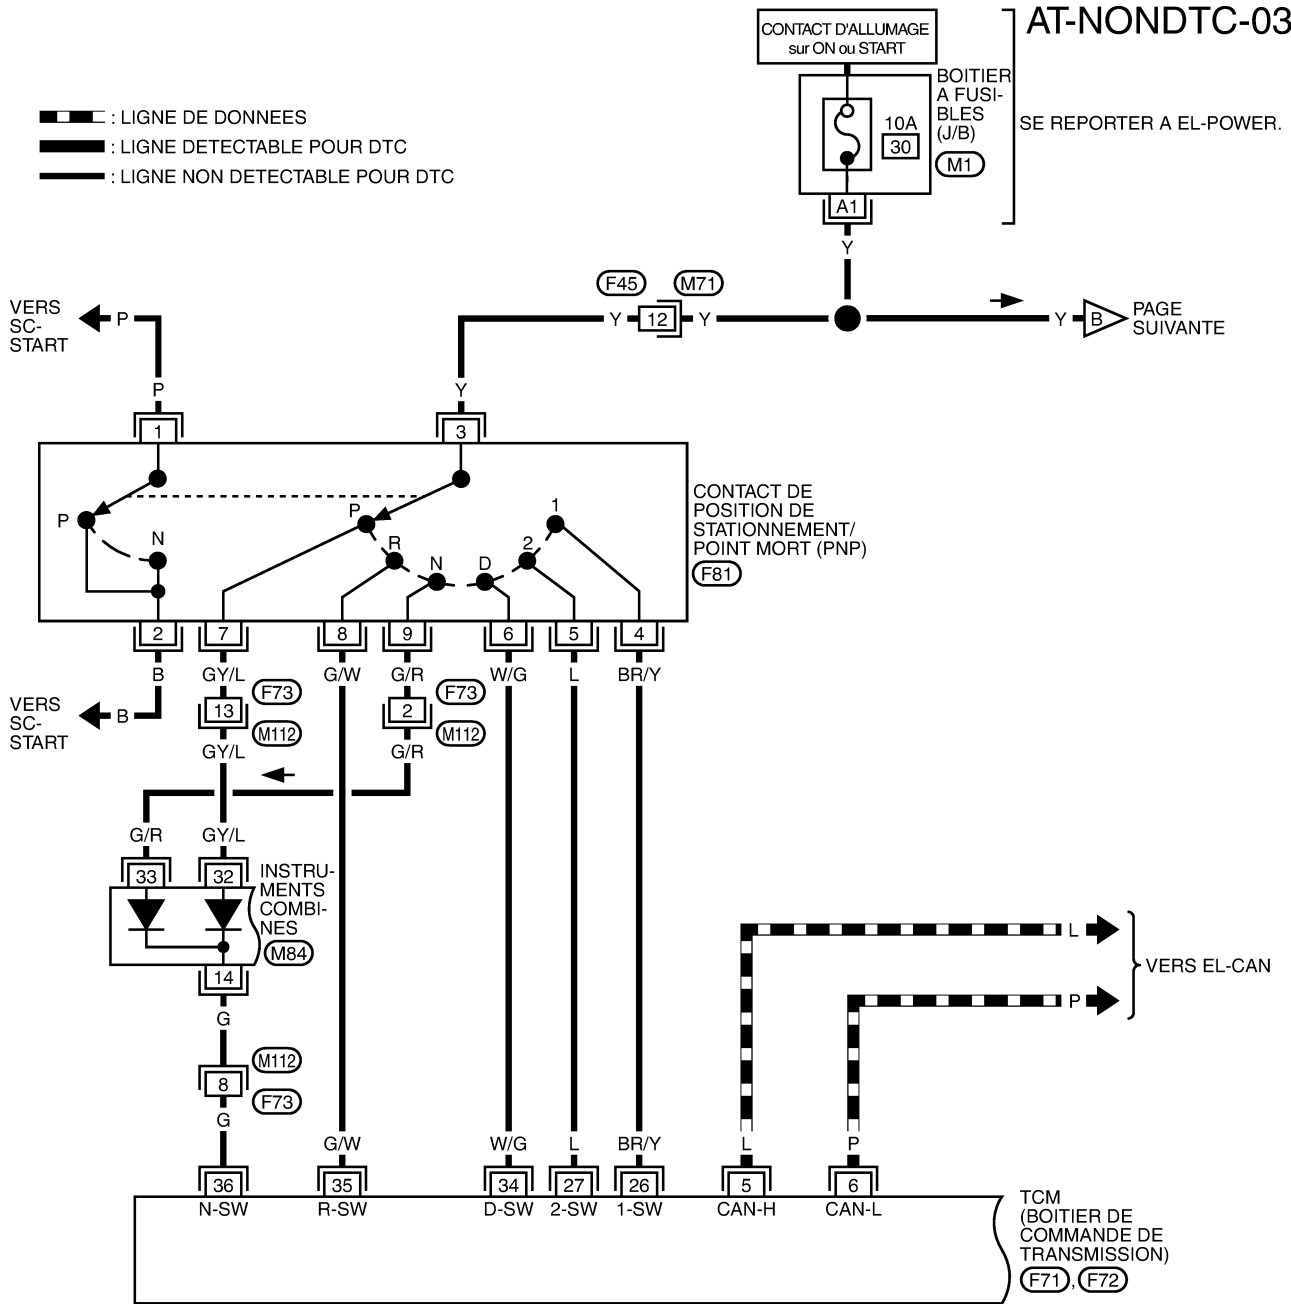 AT-NONDTC-03
CONTACT D'ALLUMAGE
sur ON ou START
BOITIER
A FUSI-
BLES
(J/B)
M1
10A
30
A1
SE REPORTER A EL-POWER.
: LIGNE DE DONNEES
: LIGNE DETECTABLE POUR DTC
: LIGNE NON DETECTABLE POUR DTC
Y
F45
M71
VERS
SC-
START
P
Y
12
Y
Y
B
PAGE
SUIVANTE
P
Y
1
3
P
N
P
R
N
D
2
1
CONTACT DE
POSITION DE
STATIONNEMENT/
POINT MORT (PNP)
F81
2
7
8
9
6
5
4
B
GY/L
G/W
G/R
W/G
L
BR/Y
F73
F73
VERS
SC-
START
B
13
2
M112
M112
GY/L
G/R
G/R
GY/L
33
32
INSTRU-
MENTS
COMBI-
NES
M84
14
G
L
P
VERS EL-CAN
M112
8
F73
G
G/W
W/G
L
BR/Y
L
P
36
35
34
27
26
5
6
N-SW
R-SW
D-SW
2-SW
1-SW
CAN-H
CAN-L
TCM
(BOITIER DE
COMMANDE DE
TRANSMISSION)
F71 , F72